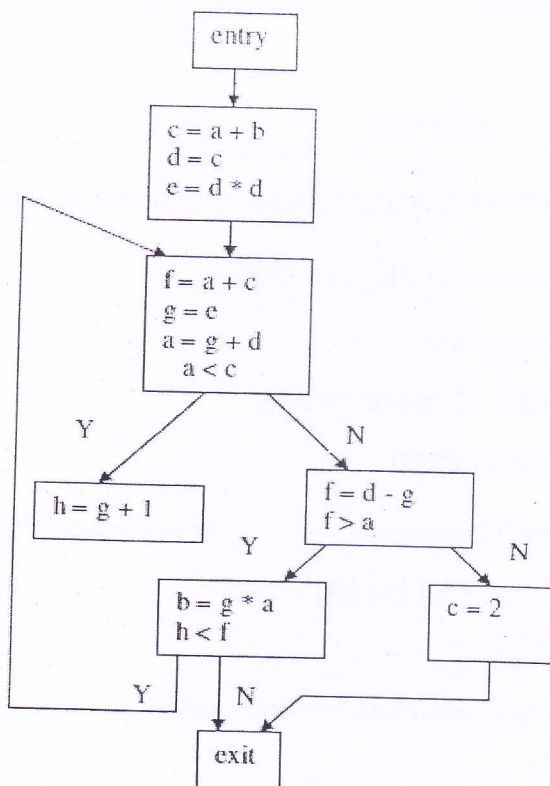 entry
c = a + b
d = c
e = d * d
f = a + c
g = e
a = g + d
a < c
Y
N
h = g + 1
f = d - g
f > a
Y
N
b = g * a
h < f
c = 2
Y
N
exit